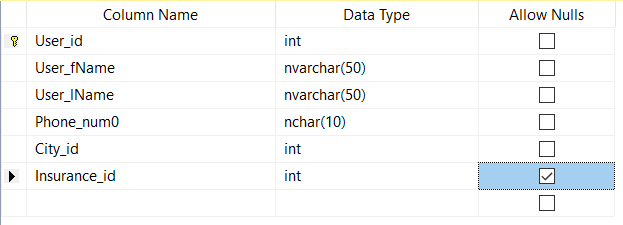 Column Name Data Type Allow Nulls
User_id int
User_fName nvarchar(50)
User_lName nvarchar(50)
Phone_num0 nchar(10)
City_id int
Insurance_id int